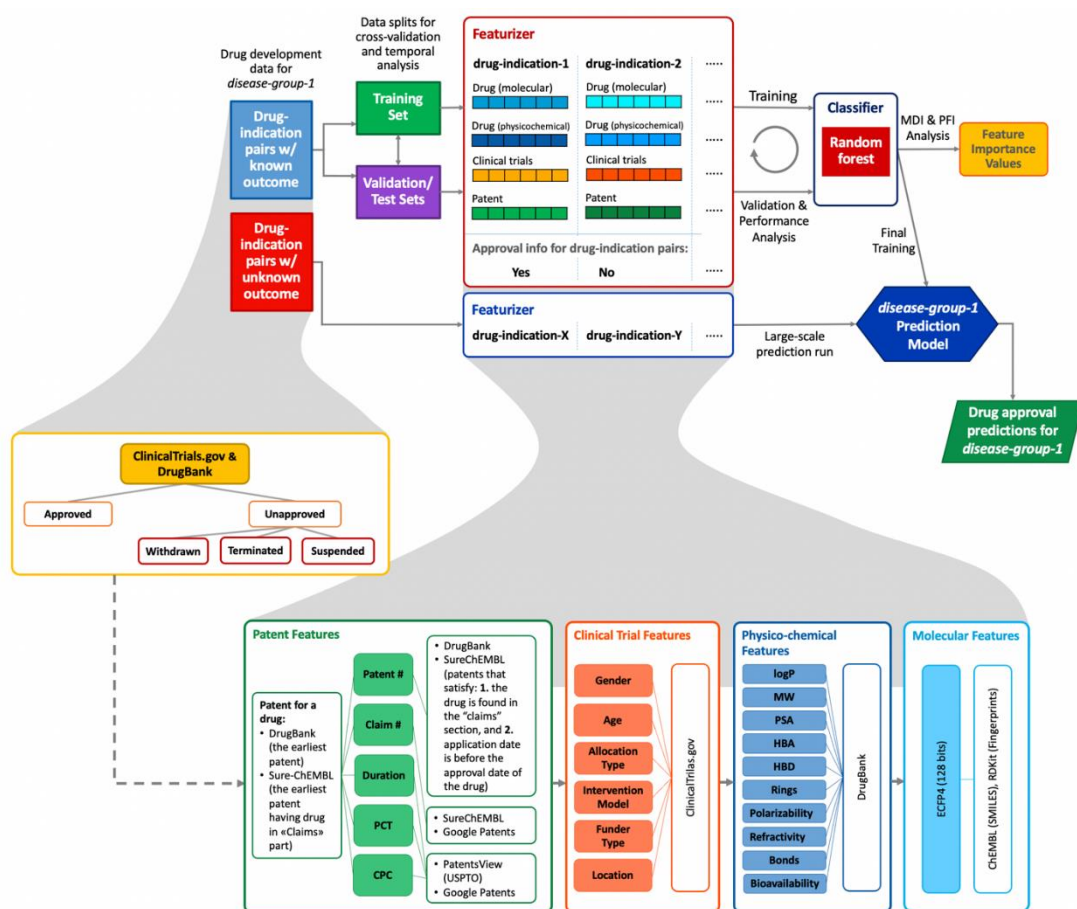 Drug development
data for
disease-group-1
Drug-
indication
pairs w/
known
outcome
Drug-
indication
pairs w/
unknown
outcome
Data splits for
cross-validation
and temporal
analysis
Training
Set
Validation/
Test Sets
Featurizer
drug-indication-1 drug-indication-2 .....
Drug (molecular) Drug (molecular)
.....
Drug (physicochemical) Drug (physicochemical)
.....
Clinical trials Clinical trials
.....
Patent Patent
.....
Approval info for drug-indication pairs:
Yes No .....
Featurizer
drug-indication-X drug-indication-Y .....
Training
Validation &
Performance
Analysis
Classifier
Random
forest
MDI & PFI
Analysis
Feature
Importance
Values
Final
Training
Large-scale
prediction run
disease-group-1
Prediction
Model
Drug approval
predictions for
disease-group-1
ClinicalTrials.gov &
DrugBank
Approved
Unapproved
Withdrawn
Terminated
Suspended
Patent Features
Patent for a
drug:
• DrugBank
(the earliest
patent)
• Sure-ChEMBL
(the earliest
patent
having drug
in «Claims»
part)
Patent #
Claim #
Duration
PCT
CPC
• DrugBank
• SureChEMBL
(patents that
satisfy: 1. the
drug is found in
the "claims"
section, and 2.
application date
is before the
approval date of
the drug)
• SureChEMBL
• Google Patents
• PatentsView
(USPTO)
• Google Patents
Clinical Trial Features
Gender
Age
Allocation
Type
Intervention
Model
Funder
Type
Location
ClinicalTrilas.gov
Physico-chemical
Features
logP
MW
PSA
HBA
HBD
Rings
Polarizability
Refractivity
Bonds
Bioavailability
DrugBank
Molecular Features
ECFP4 (128 bits)
ChEMBL (SMILES), RDKit (Fingerprints)